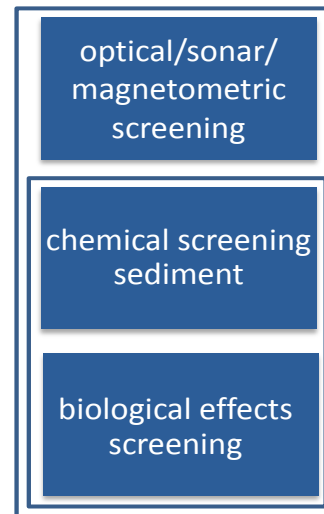 optical/sonar/
magnetometric
screening
chemical screening
sediment
biological effects
screening